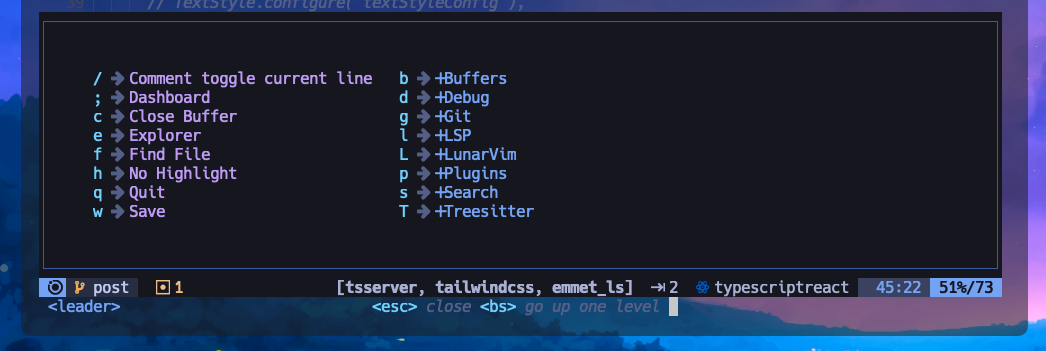 39 // TextStyle.configure( textStyleConfig ),
/ ➜ Comment toggle current line b ➜ +Buffers
; ➜ Dashboard d ➜ +Debug
c ➜ Close Buffer g ➜ +Git
e ➜ Explorer l ➜ +LSP
f ➜ Find File L ➜ +LunarVim
h ➜ No Highlight p ➜ +Plugins
q ➜ Quit s ➜ +Search
w ➜ Save T ➜ +Treesitter
post 1 [tsserver, tailwindcss, emmet_ls] 2 typescriptreact 45:22 51%/73
<leader> <esc> close <bs> go up one level